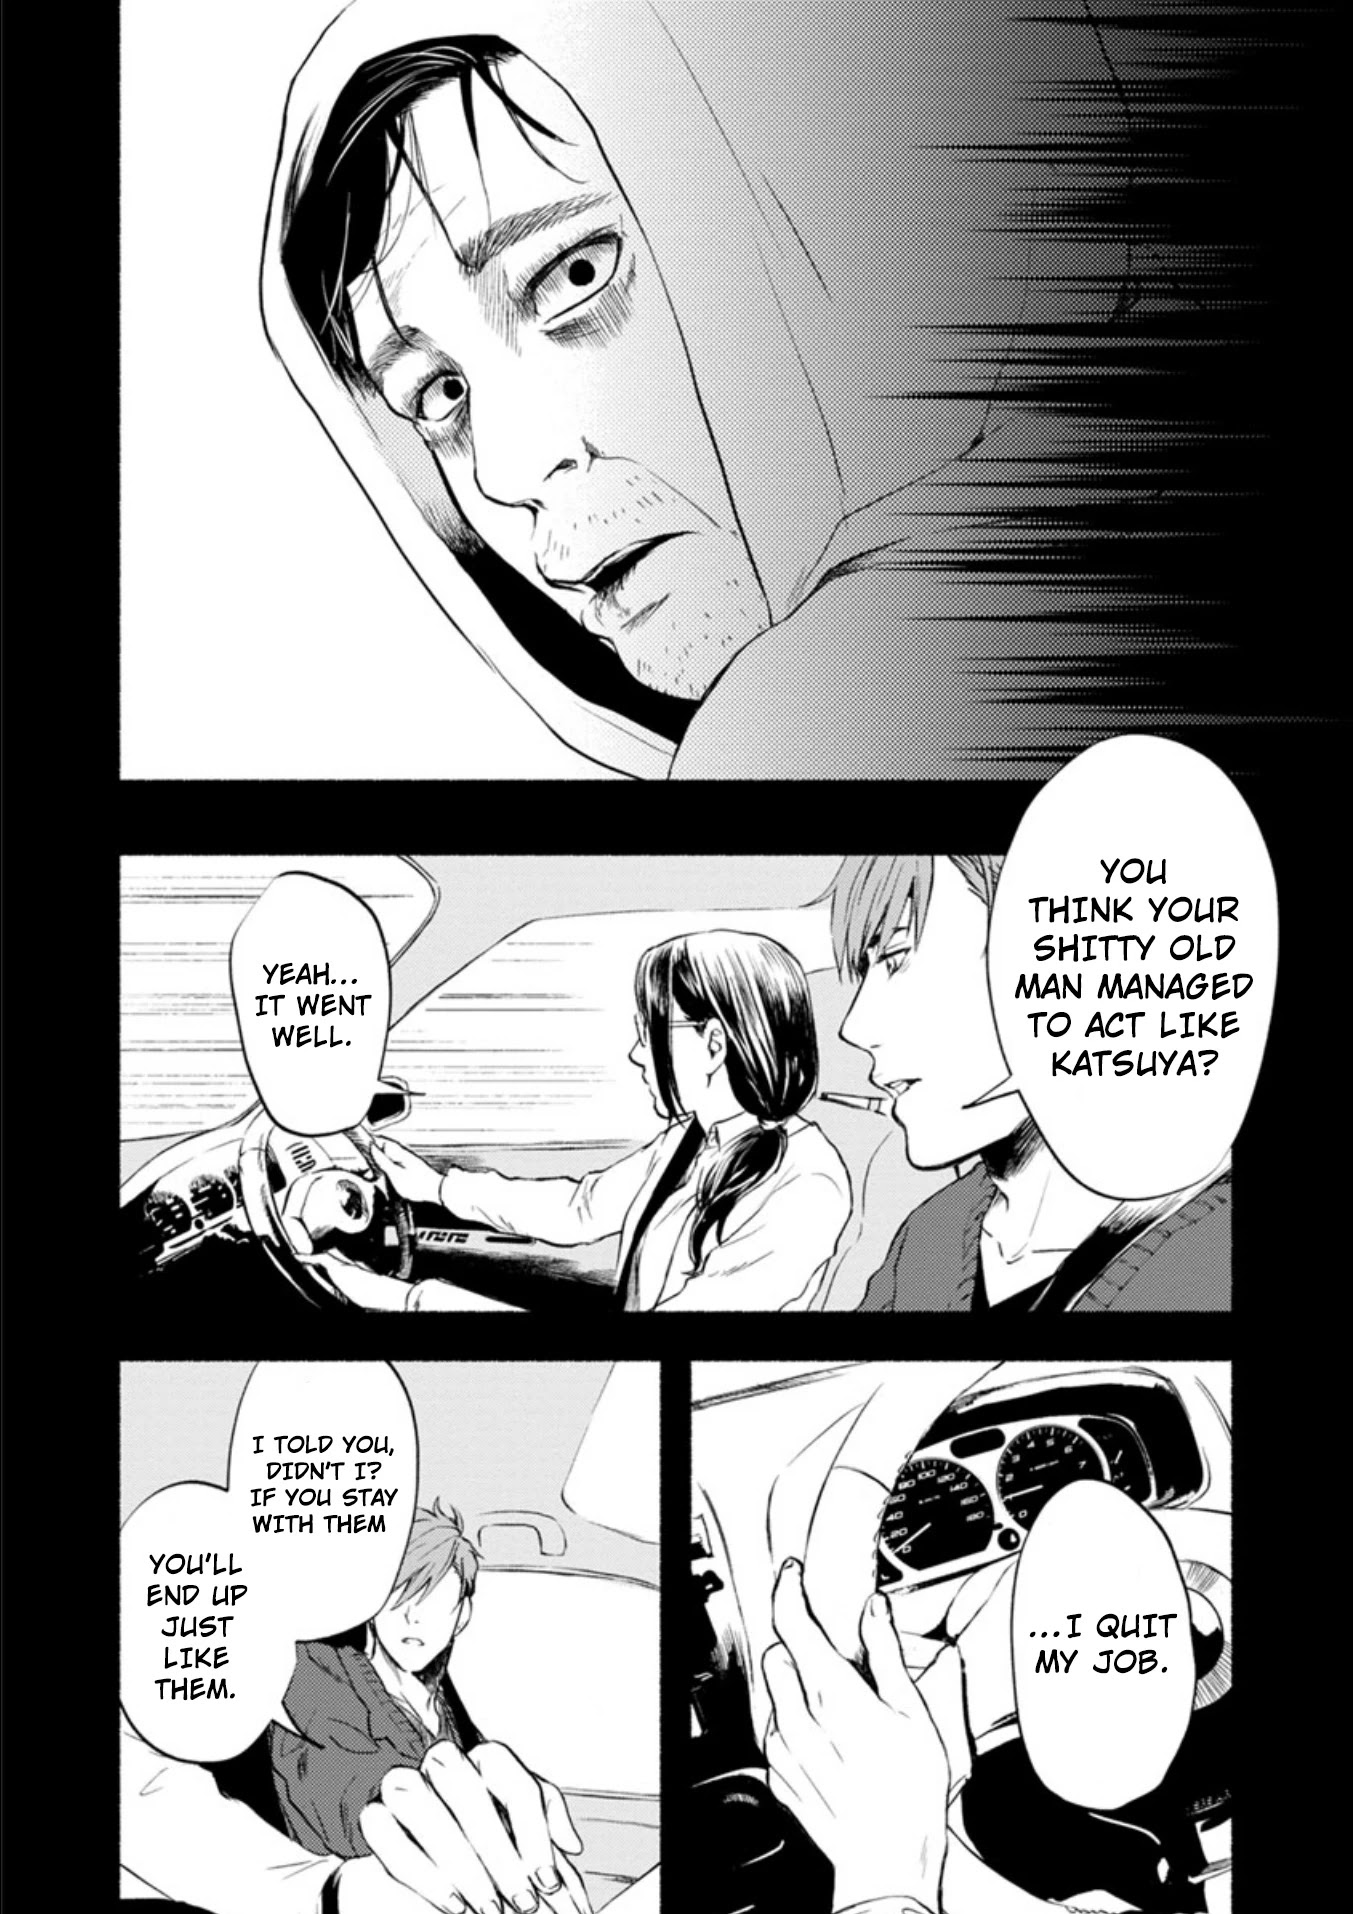 YOU
THINK YOUR
SHITTY OLD
MAN MANAGED
TO ACT LIKE
KATSUYA?
YEAH...
IT WENT
WELL.
...I QUIT
MY JOB.
I TOLD YOU,
DIDN'T I?
IF YOU STAY
WITH THEM
YOU'LL
END UP
JUST
LIKE
THEM.